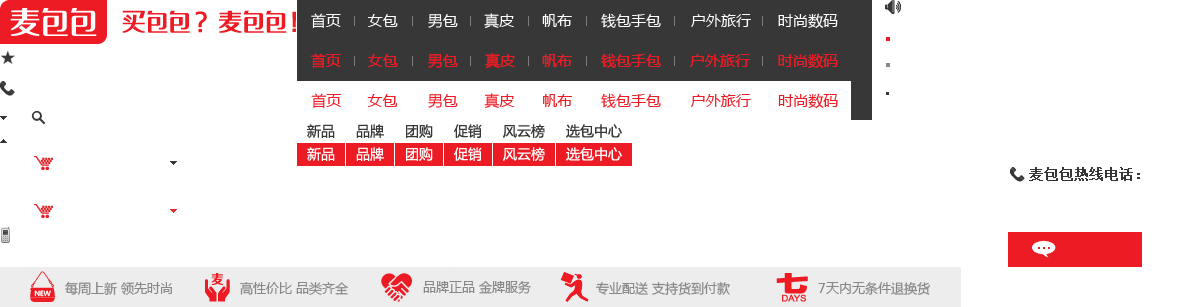 麦包包 买包包？麦包包！
首页 女包 男包 真皮 帆布 钱包手包 户外旅行 时尚数码
首页 女包 男包 真皮 帆布 钱包手包 户外旅行 时尚数码
首页 女包 男包 真皮 帆布 钱包手包 户外旅行 时尚数码
新品 品牌 团购 促销 风云榜 选包中心
新品 品牌 团购 促销 风云榜 选包中心
麦包包热线电话：
NEW 每周上新 领先时尚 麦 高性价比 品类齐全 品牌正品 金牌服务 专业配送 支持货到付款 七 DAYS 7天内无条件退换货